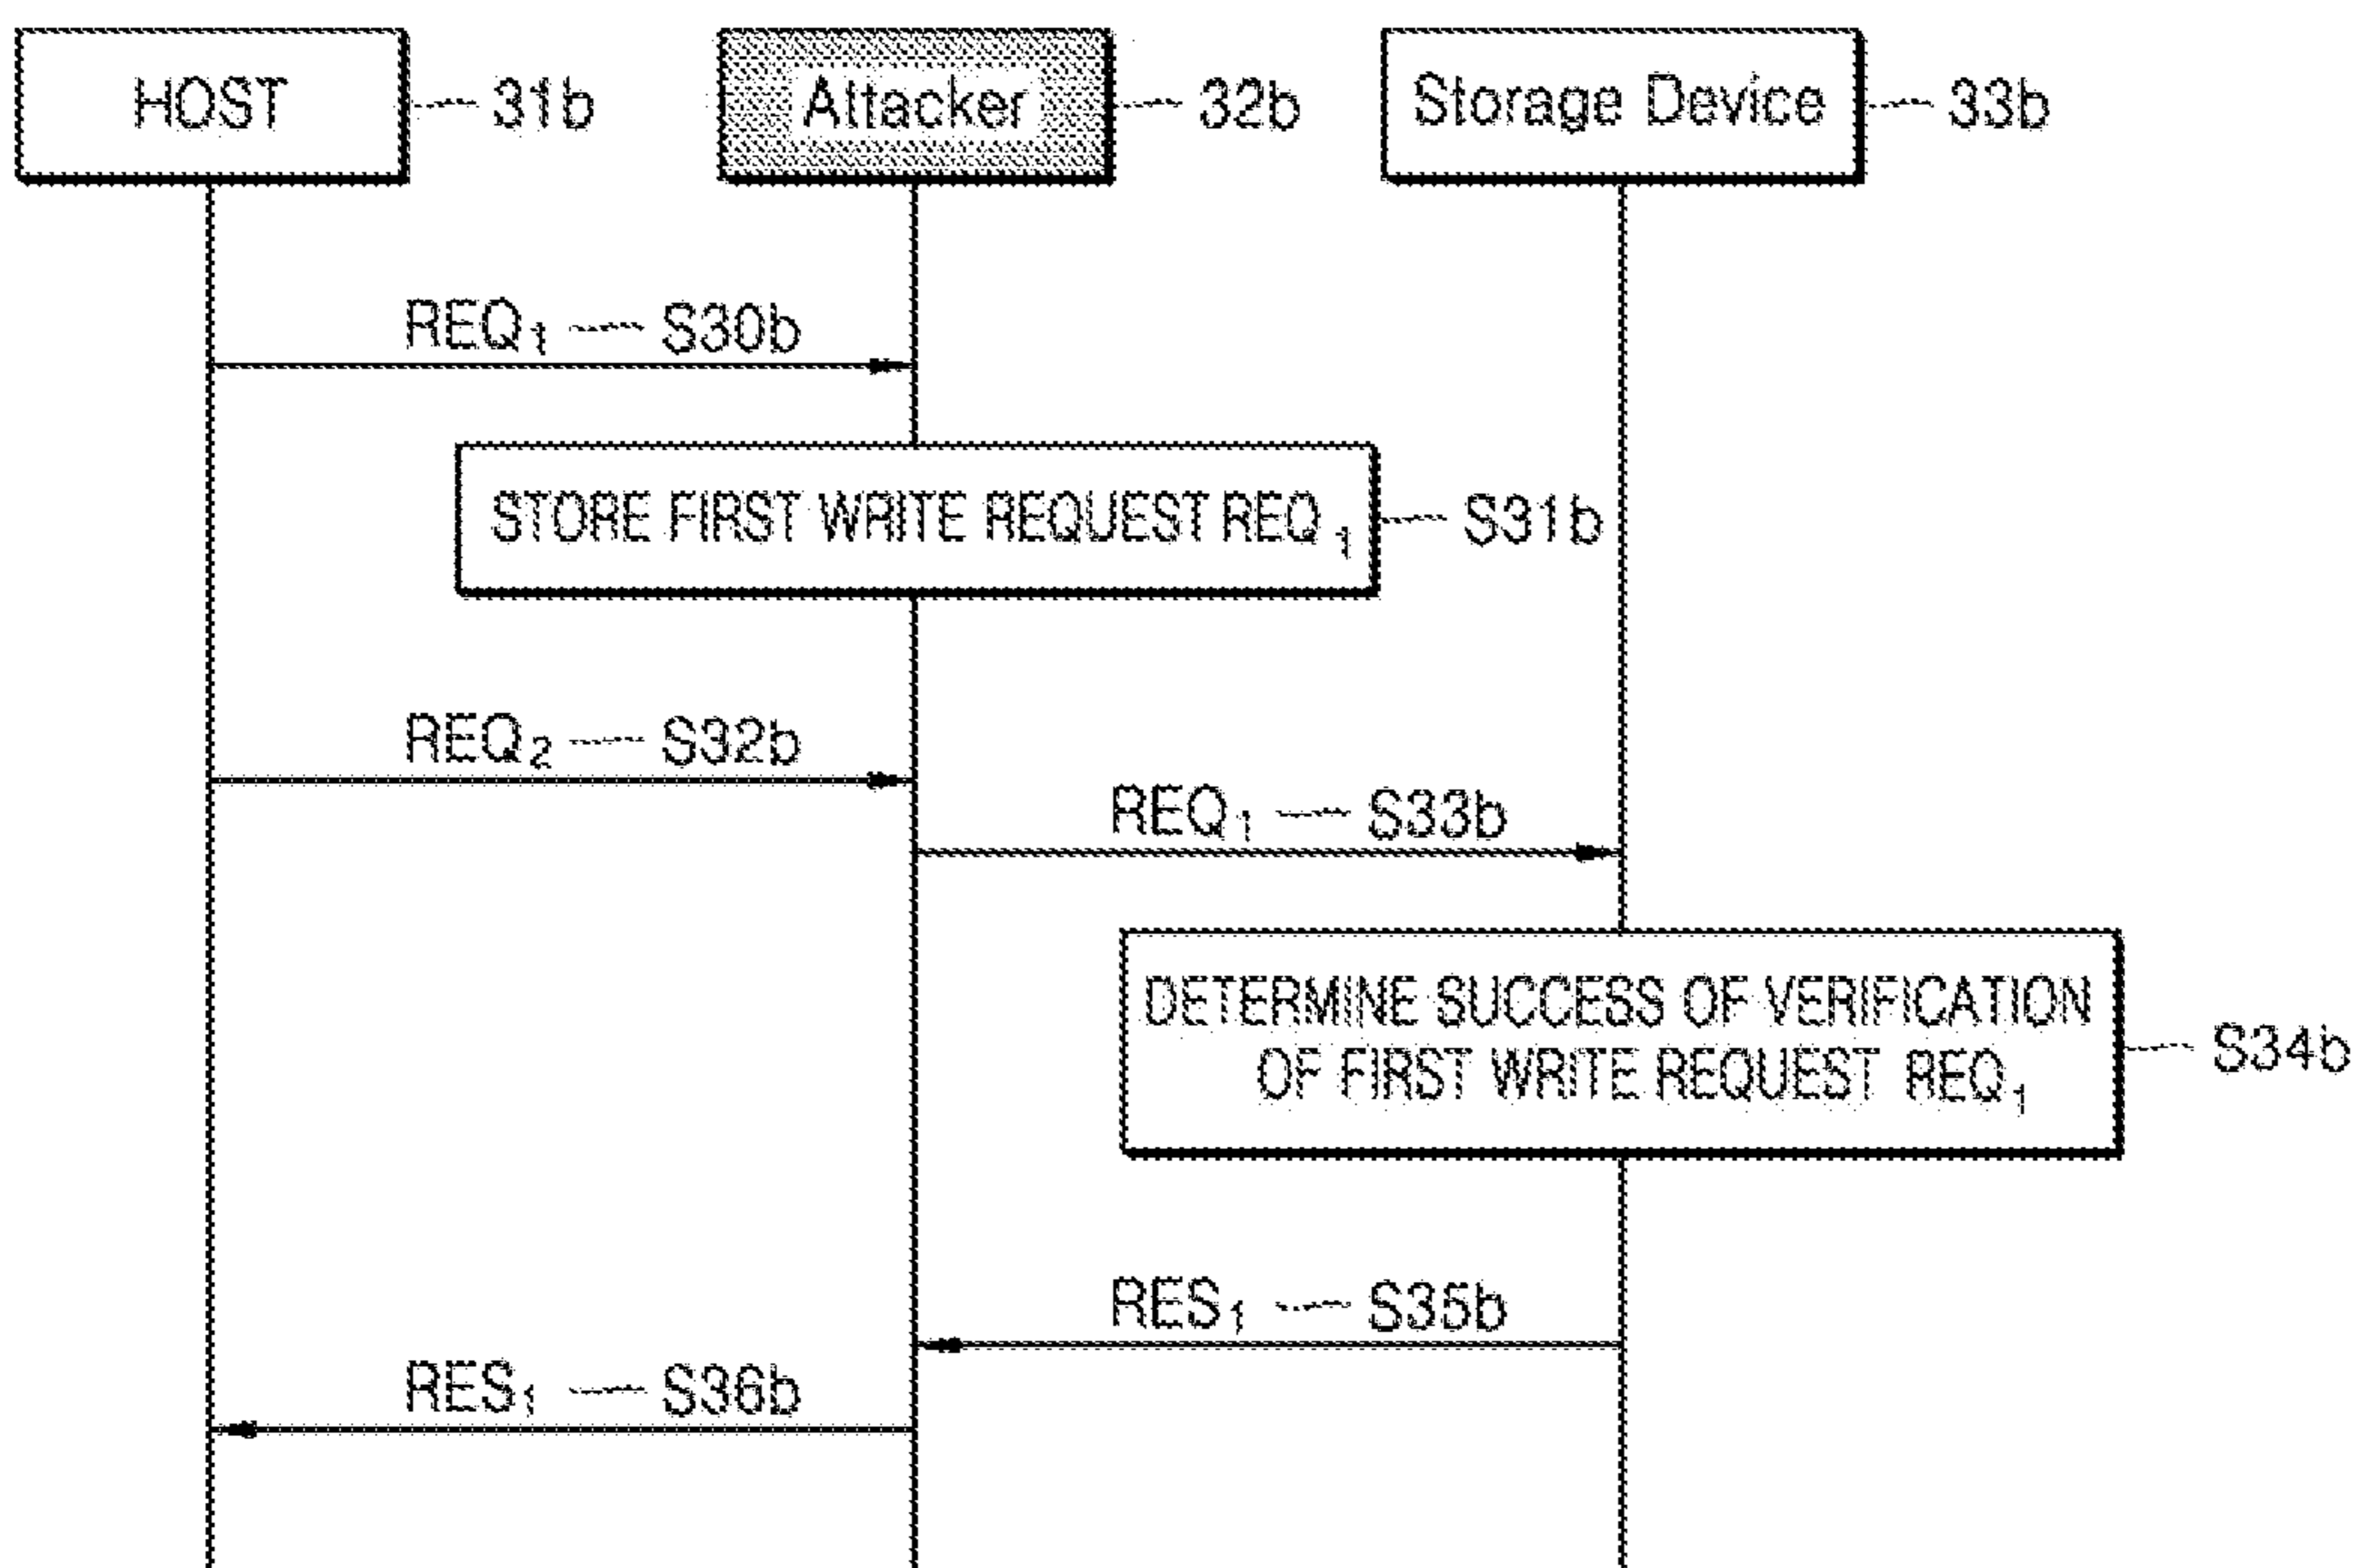 HOST 31b Attacker 32b Storage Device 33b
REQ₁ S30b
STORE FIRST WRITE REQUEST REQ₁ S31b
REQ₂ S32b
REQ₁ S33b
DETERMINE SUCCESS OF VERIFICATION
OF FIRST WRITE REQUEST REQ₁ S34b
RES₁ S35b
RES₁ S36b